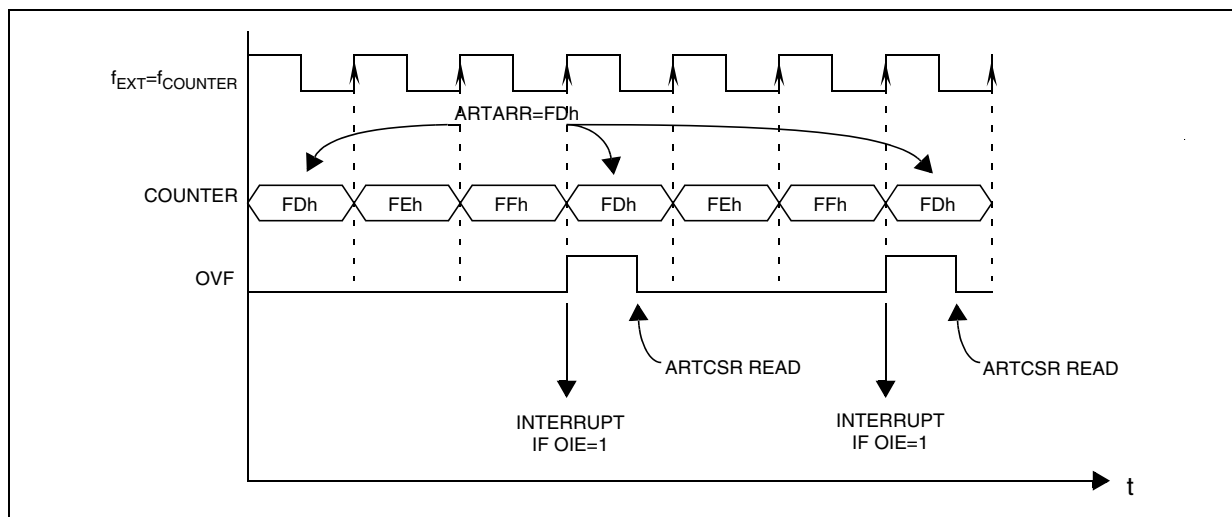 fEXT=fCOUNTER
ARTARR=FDh
COUNTER
FDh FEh FFh FDh FEh FFh FDh
OVF
ARTCSR READ
ARTCSR READ
INTERRUPT
IF OIE=1
INTERRUPT
IF OIE=1
t